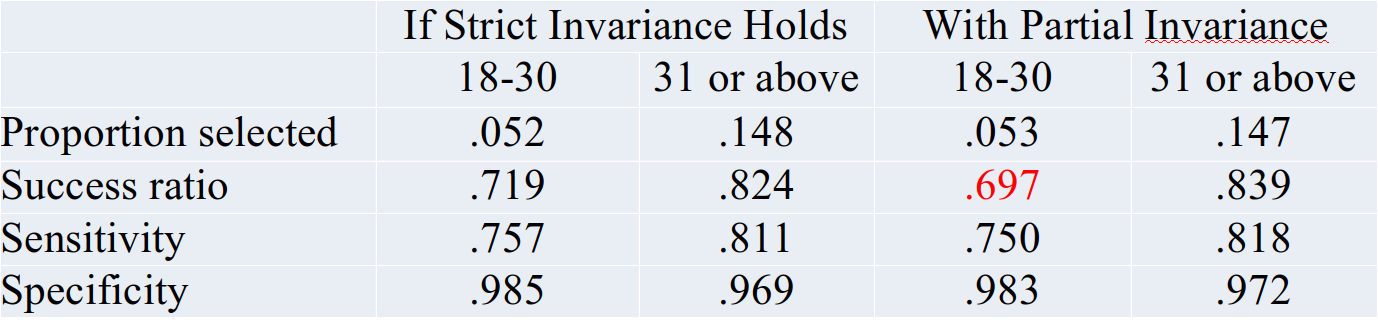 If Strict Invariance Holds With Partial Invariance
18-30 31 or above 18-30 31 or above
Proportion selected .052 .148 .053 .147
Success ratio .719 .824 .697 .839
Sensitivity .757 .811 .750 .818
Specificity .985 .969 .983 .972